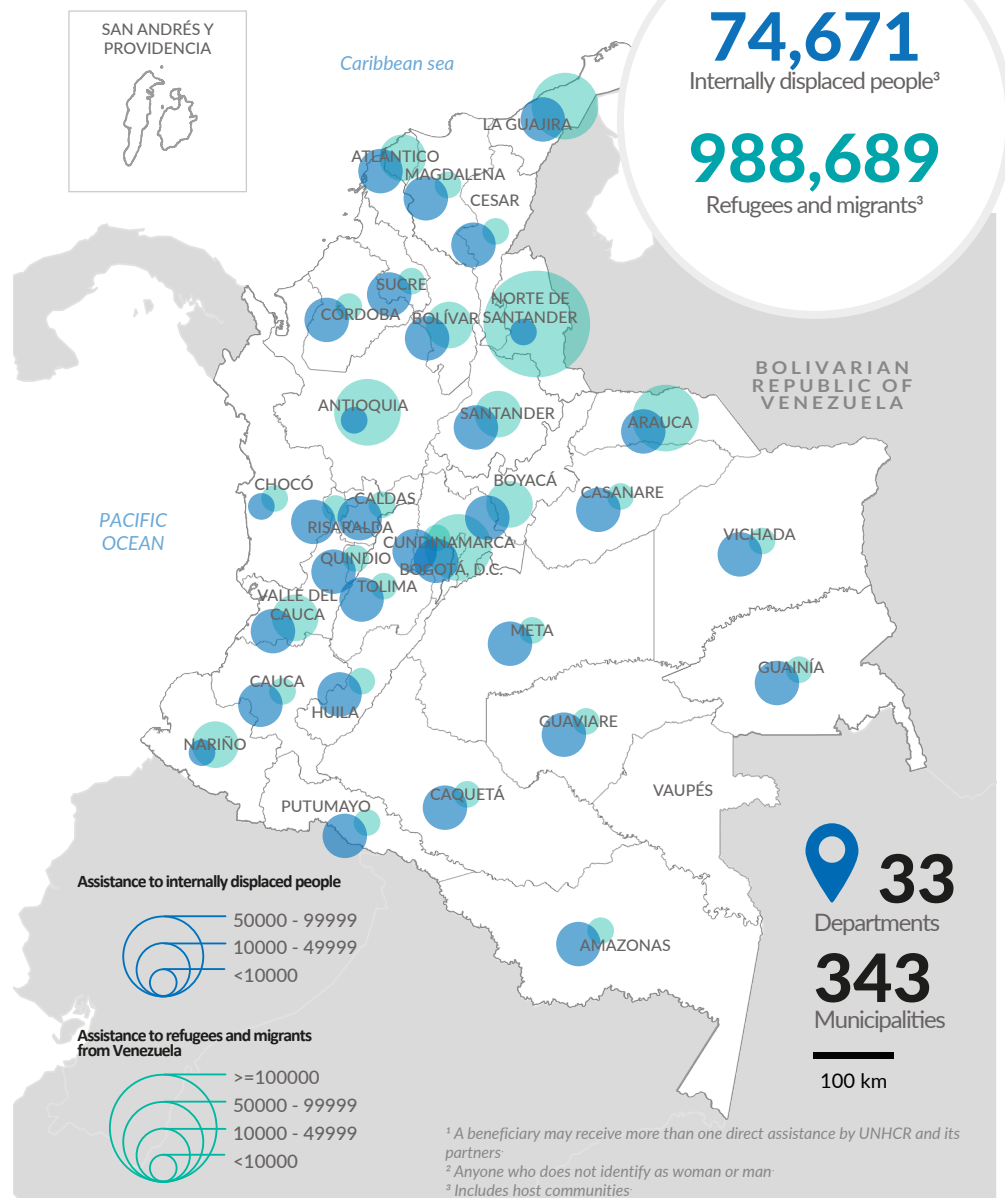 SAN ANDRÉS Y
PROVIDENCIA
Caribbean sea
74,671
Internally displaced people³
988,689
Refugees and migrants³
LA GUAJIRA
ATLÁNTICO
MAGDALENA
CESAR
SUCRE
CÓRDOBA
BOLÍVAR
NORTE DE
SANTANDER
BOLIVARIAN
REPUBLIC OF
VENEZUELA
ANTIOQUIA
SANTANDER
ARAUCA
CHOCÓ
CALDAS
BOYACÁ
CASANARE
PACIFIC
OCEAN
RISARALDA
CUNDINAMARCA
VICHADA
QUINDIO
BOGOTÁ, D.C.
TOLIMA
VALLE DEL
CAUCA
META
GUAINÍA
CAUCA
HUILA
GUAVIARE
NARIÑO
VAUPÉS
CAQUETÁ
PUTUMAYO
AMAZONAS
33
Departments
343
Municipalities
100 km
Assistance to internally displaced people
50000 - 99999
10000 - 49999
<10000
Assistance to refugees and migrants
from Venezuela
>=100000
50000 - 99999
10000 - 49999
<10000
¹ A beneficiary may receive more than one direct assistance by UNHCR and its
partners.
² Anyone who does not identify as woman or man.
³ Includes host communities.